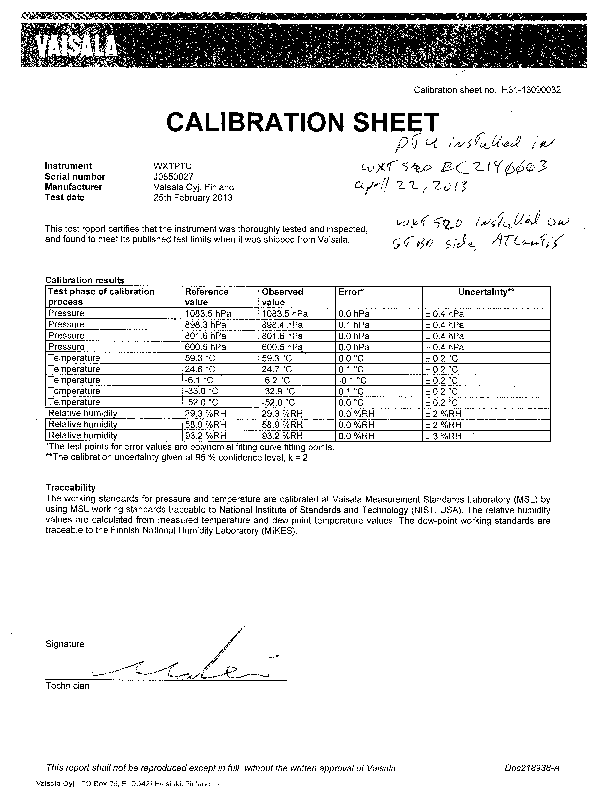 VAISALA
Calibration sheet no. H31-13090032
CALIBRATION SHEET
PTU installed in
WXT 520
April 22, 2013
WXT 520 installed on
STBD side, ATLANTIS
Instrument WXTPTU
Serial number J0850027
Manufacturer Vaisala Oyj, Finland
Test date 25th February 2013
This test report certifies that the instrument was thoroughly tested and inspected,
and found to meet its published test limits when it was shipped from Vaisala.
Calibration results
Test phase of calibration process Reference value Observed value Error* Uncertainty**
Pressure 1083.5 hPa 1083.5 hPa 0.0 hPa ± 0.4 hPa
Pressure 898.3 hPa 898.4 hPa 0.1 hPa ± 0.4 hPa
Pressure 801.6 hPa 801.6 hPa 0.0 hPa ± 0.4 hPa
Pressure 600.5 hPa 600.5 hPa 0.0 hPa ± 0.4 hPa
Temperature 59.3 °C 59.3 °C 0.0 °C ± 0.2 °C
Temperature 24.6 °C 24.7 °C 0.1 °C ± 0.2 °C
Temperature -6.1 °C -6.2 °C -0.1 °C ± 0.2 °C
Temperature -33.0 °C -32.9 °C 0.1 °C ± 0.2 °C
Temperature -52.0 °C -52.0 °C 0.0 °C ± 0.2 °C
Relative humidity 29.3 %RH 29.3 %RH 0.0 %RH ± 2 %RH
Relative humidity 58.9 %RH 58.9 %RH 0.0 %RH ± 2 %RH
Relative humidity 93.2 %RH 93.2 %RH 0.0 %RH ± 3 %RH
*The test points for error values are polynomial fitting curve fitting points.
**The calibration uncertainty given at 95 % confidence level, k = 2
Traceability
The working standards for pressure and temperature are calibrated at Vaisala Measurement Standards Laboratory (MSL) by
using MSL working standards traceable to National Institute of Standards and Technology (NIST, USA). The relative humidity
values are calculated from measured temperature and dew point temperature values. The dew-point working standards are
traceable to the Finnish National Humidity Laboratory (MIKES).
Signature
Technician
This report shall not be reproduced except in full, without the written approval of Vaisala
Doc218938-A
Vaisala Oyj, PO Box 26, FI-00421 Helsinki, Finland